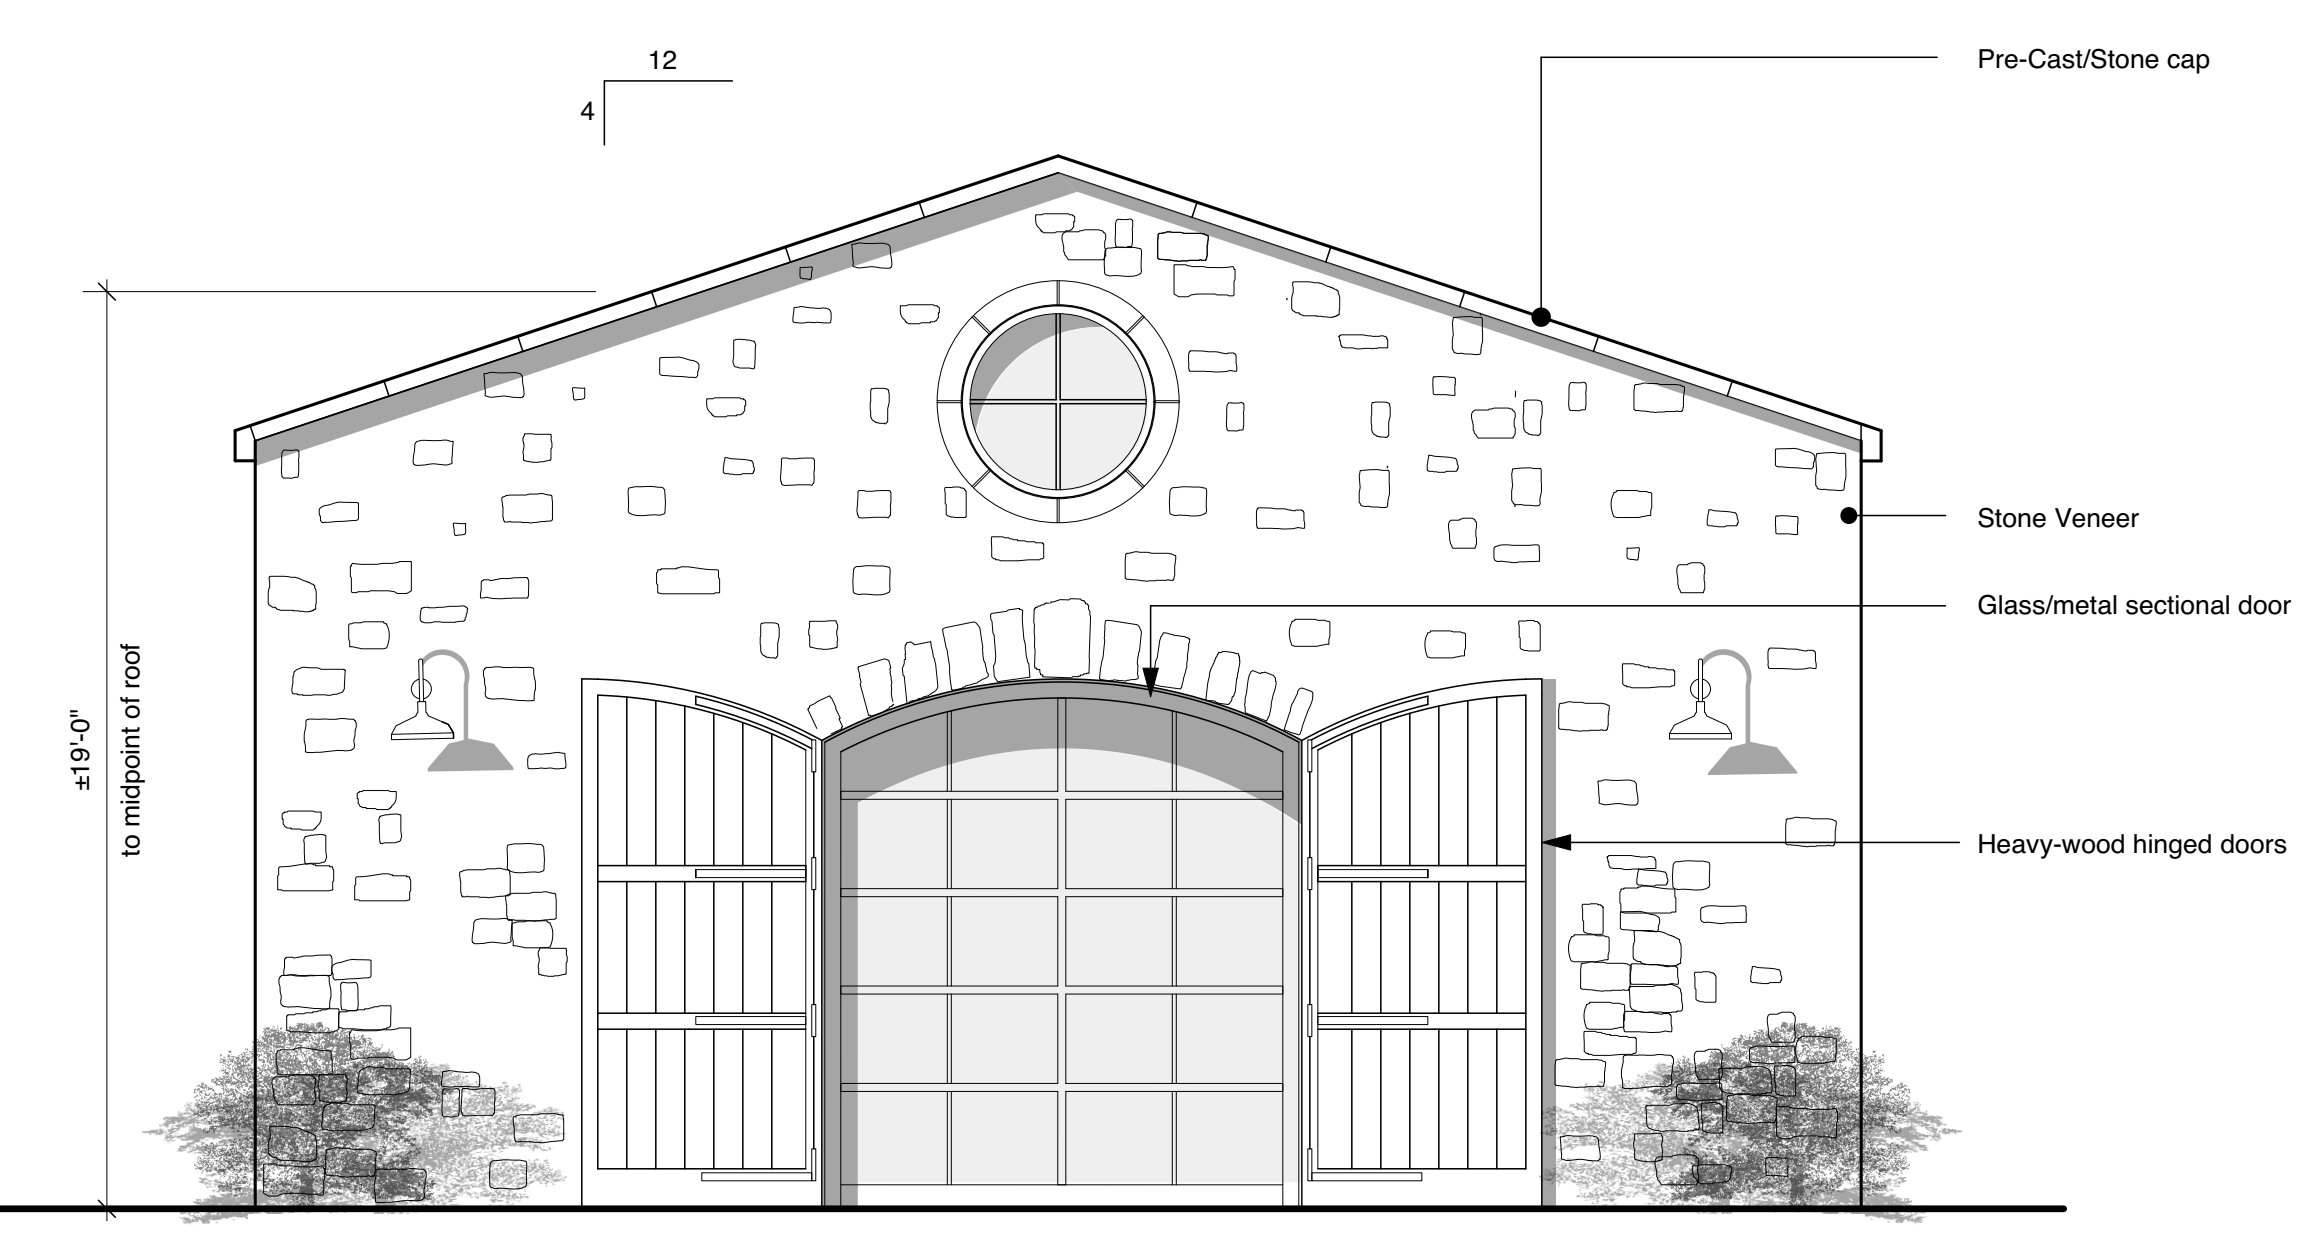 12
4
Pre-Cast/Stone cap
Stone Veneer
Glass/metal sectional door
Heavy-wood hinged doors
±19'-0"
to midpoint of roof